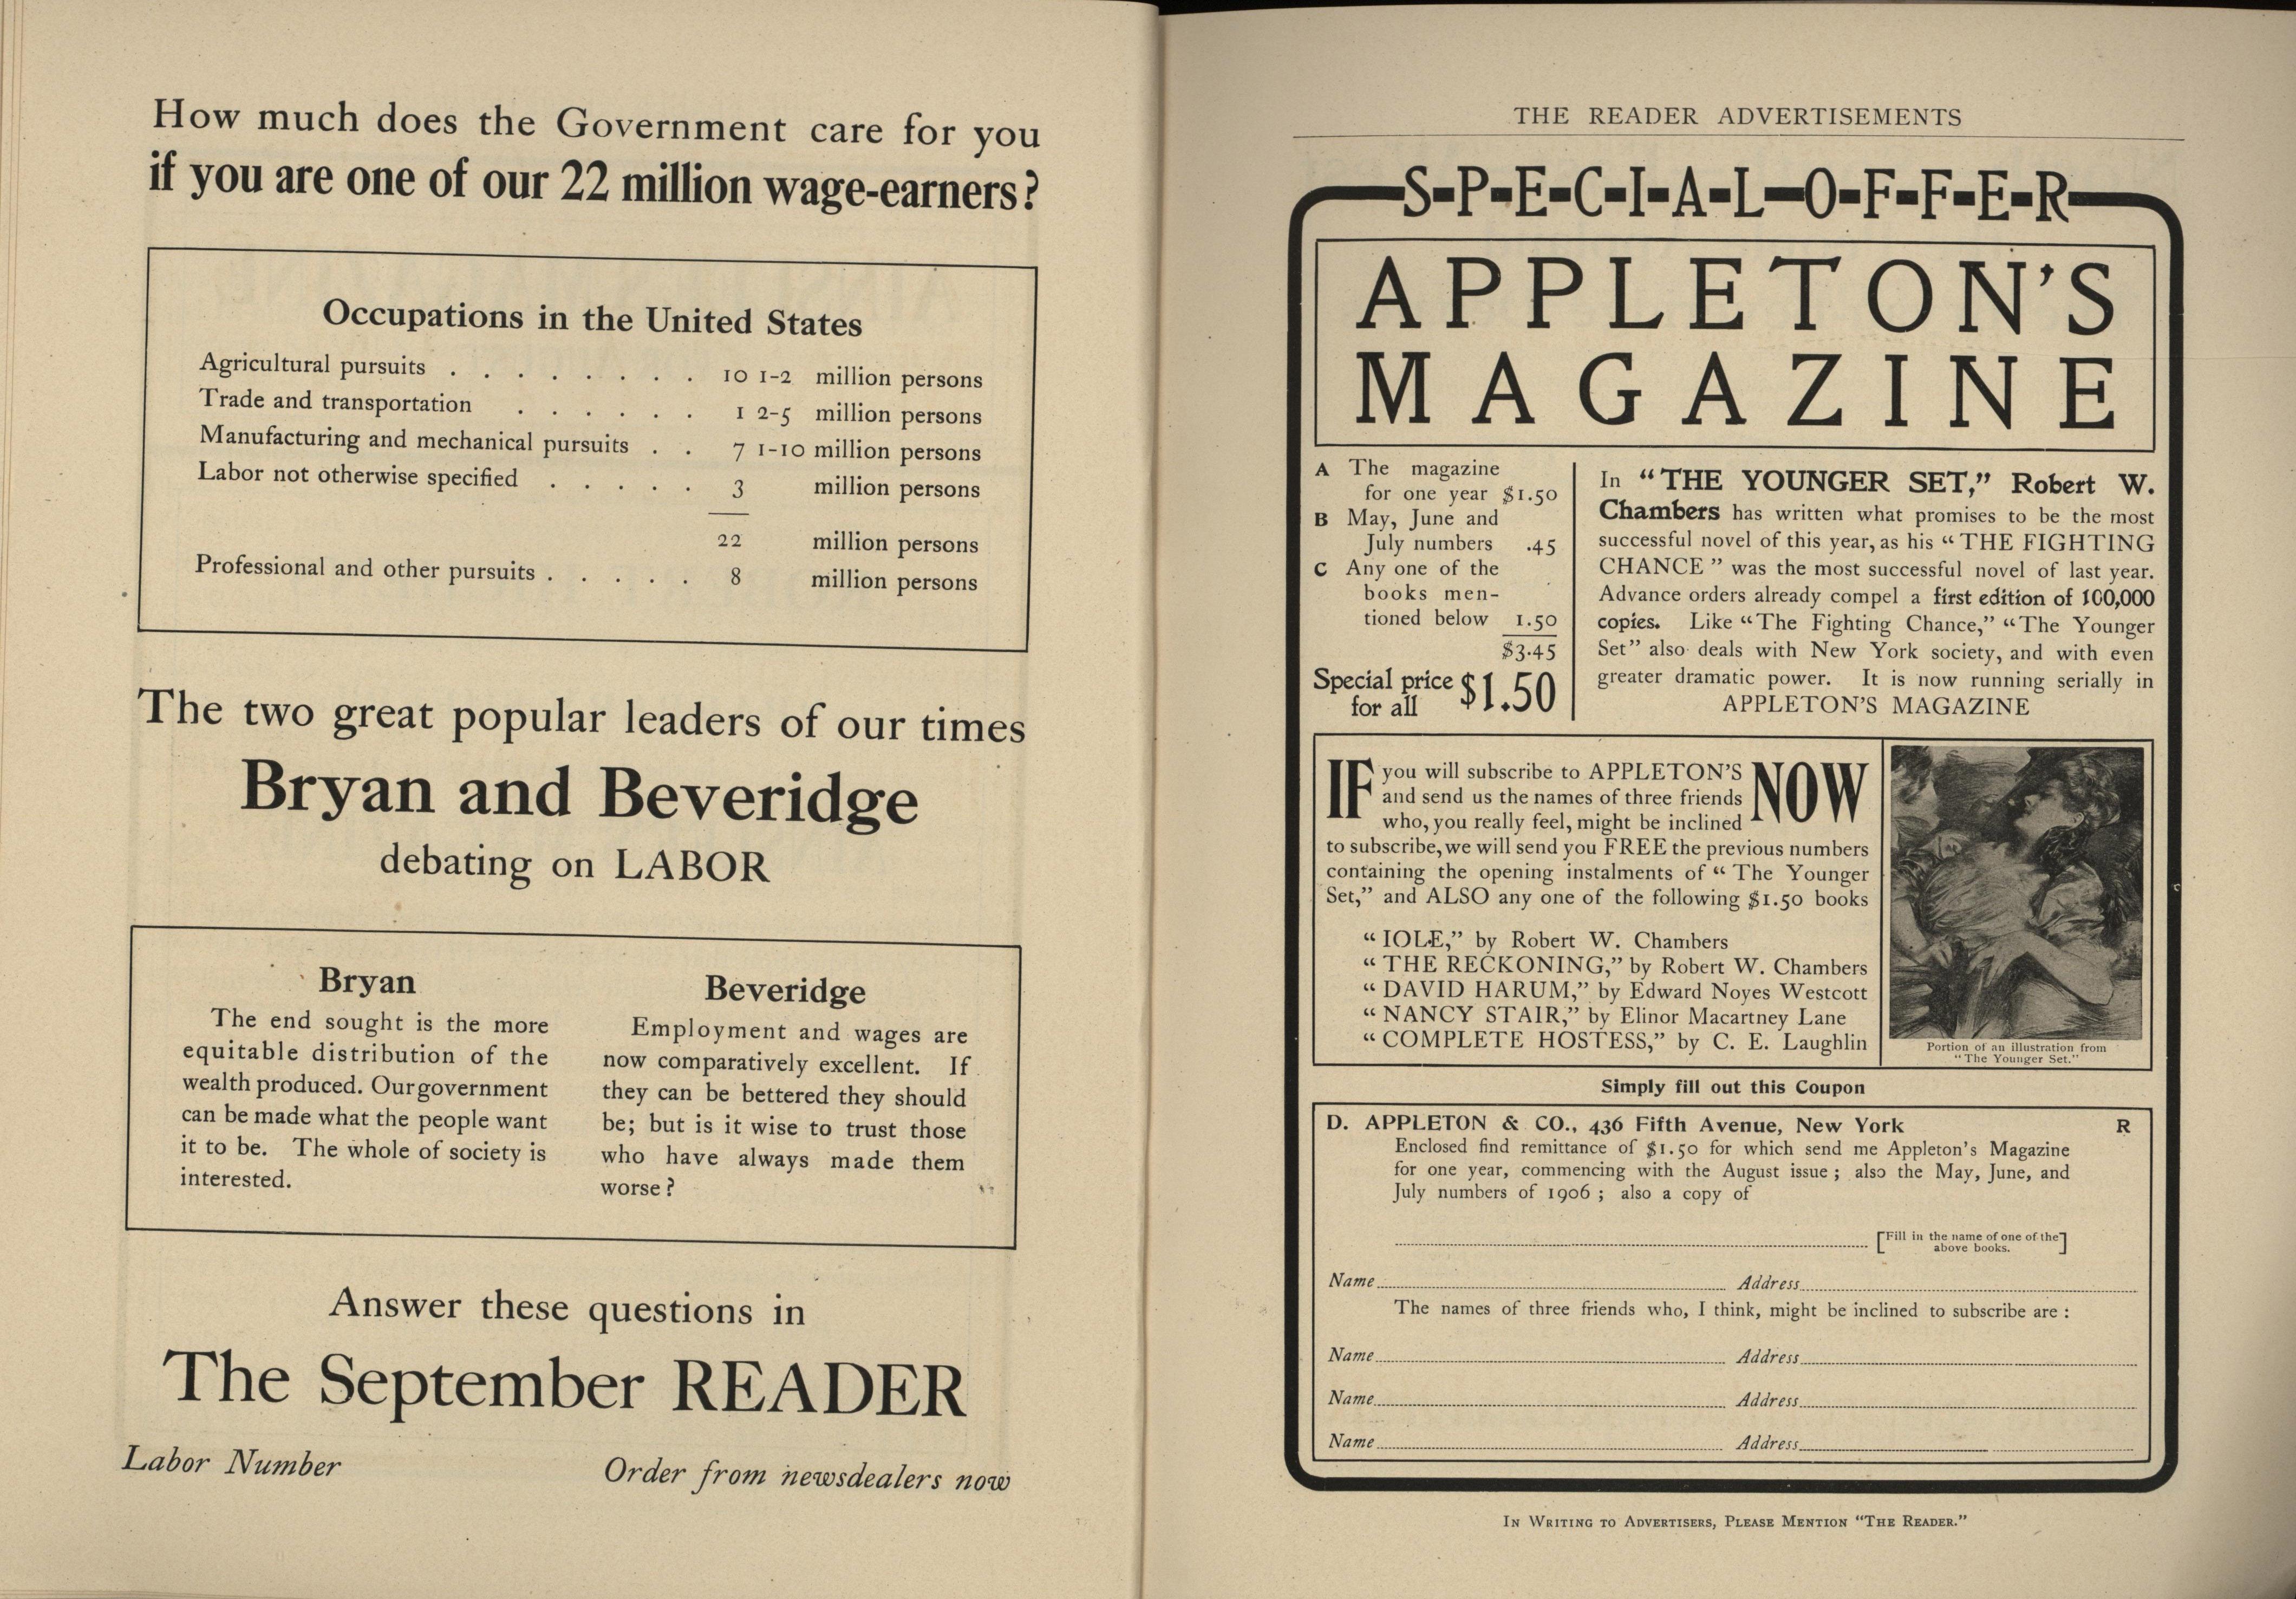 How much does the Government care for you
if you are one of our 22 million wage-earners?
Occupations in the United States
Agricultural pursuits . . . . . . . . 10 1-2 million persons
Trade and transportation . . . . . . 1 2-5 million persons
Manufacturing and mechanical pursuits . . 7 1-10 million persons
Labor not otherwise specified . . . . . 3 million persons
22 million persons
Professional and other pursuits . . . . . 8 million persons
The two great popular leaders of our times
Bryan and Beveridge
debating on LABOR
Bryan
The end sought is the more
equitable distribution of the
wealth produced. Our government
can be made what the people want
it to be. The whole of society is
interested.
Beveridge
Employment and wages are
now comparatively excellent. If
they can be bettered they should
be; but is it wise to trust those
who have always made them
worse?
Answer these questions in
The September READER
Labor Number Order from newsdealers now
THE READER ADVERTISEMENTS
S-P-E-C-I-A-L-O-F-F-E-R
APPLETON'S
MAGAZINE
A The magazine
for one year $1.50
B May, June and
July numbers .45
C Any one of the
books men-
tioned below 1.50
$3.45
Special price
for all $1.50
In "THE YOUNGER SET," Robert W.
Chambers has written what promises to be the most
successful novel of this year, as his "THE FIGHTING
CHANCE" was the most successful novel of last year.
Advance orders already compel a first edition of 100,000
copies. Like "The Fighting Chance," "The Younger
Set" also deals with New York society, and with even
greater dramatic power. It is now running serially in
APPLETON'S MAGAZINE
IF you will subscribe to APPLETON'S NOW
and send us the names of three friends
who, you really feel, might be inclined
to subscribe, we will send you FREE the previous numbers
containing the opening instalments of "The Younger
Set," and ALSO any one of the following $1.50 books
"IOLE," by Robert W. Chambers
"THE RECKONING," by Robert W. Chambers
"DAVID HARUM," by Edward Noyes Westcott
"NANCY STAIR," by Elinor Macartney Lane
"COMPLETE HOSTESS," by C. E. Laughlin
Portion of an illustration from
"The Younger Set."
Simply fill out this Coupon
D. APPLETON & CO., 436 Fifth Avenue, New York R
Enclosed find remittance of $1.50 for which send me Appleton's Magazine
for one year, commencing with the August issue; also the May, June, and
July numbers of 1906; also a copy of
[Fill in the name of one of the
above books.]
Name Address
The names of three friends who, I think, might be inclined to subscribe are:
Name Address
Name Address
Name Address
IN WRITING TO ADVERTISERS, PLEASE MENTION "THE READER."